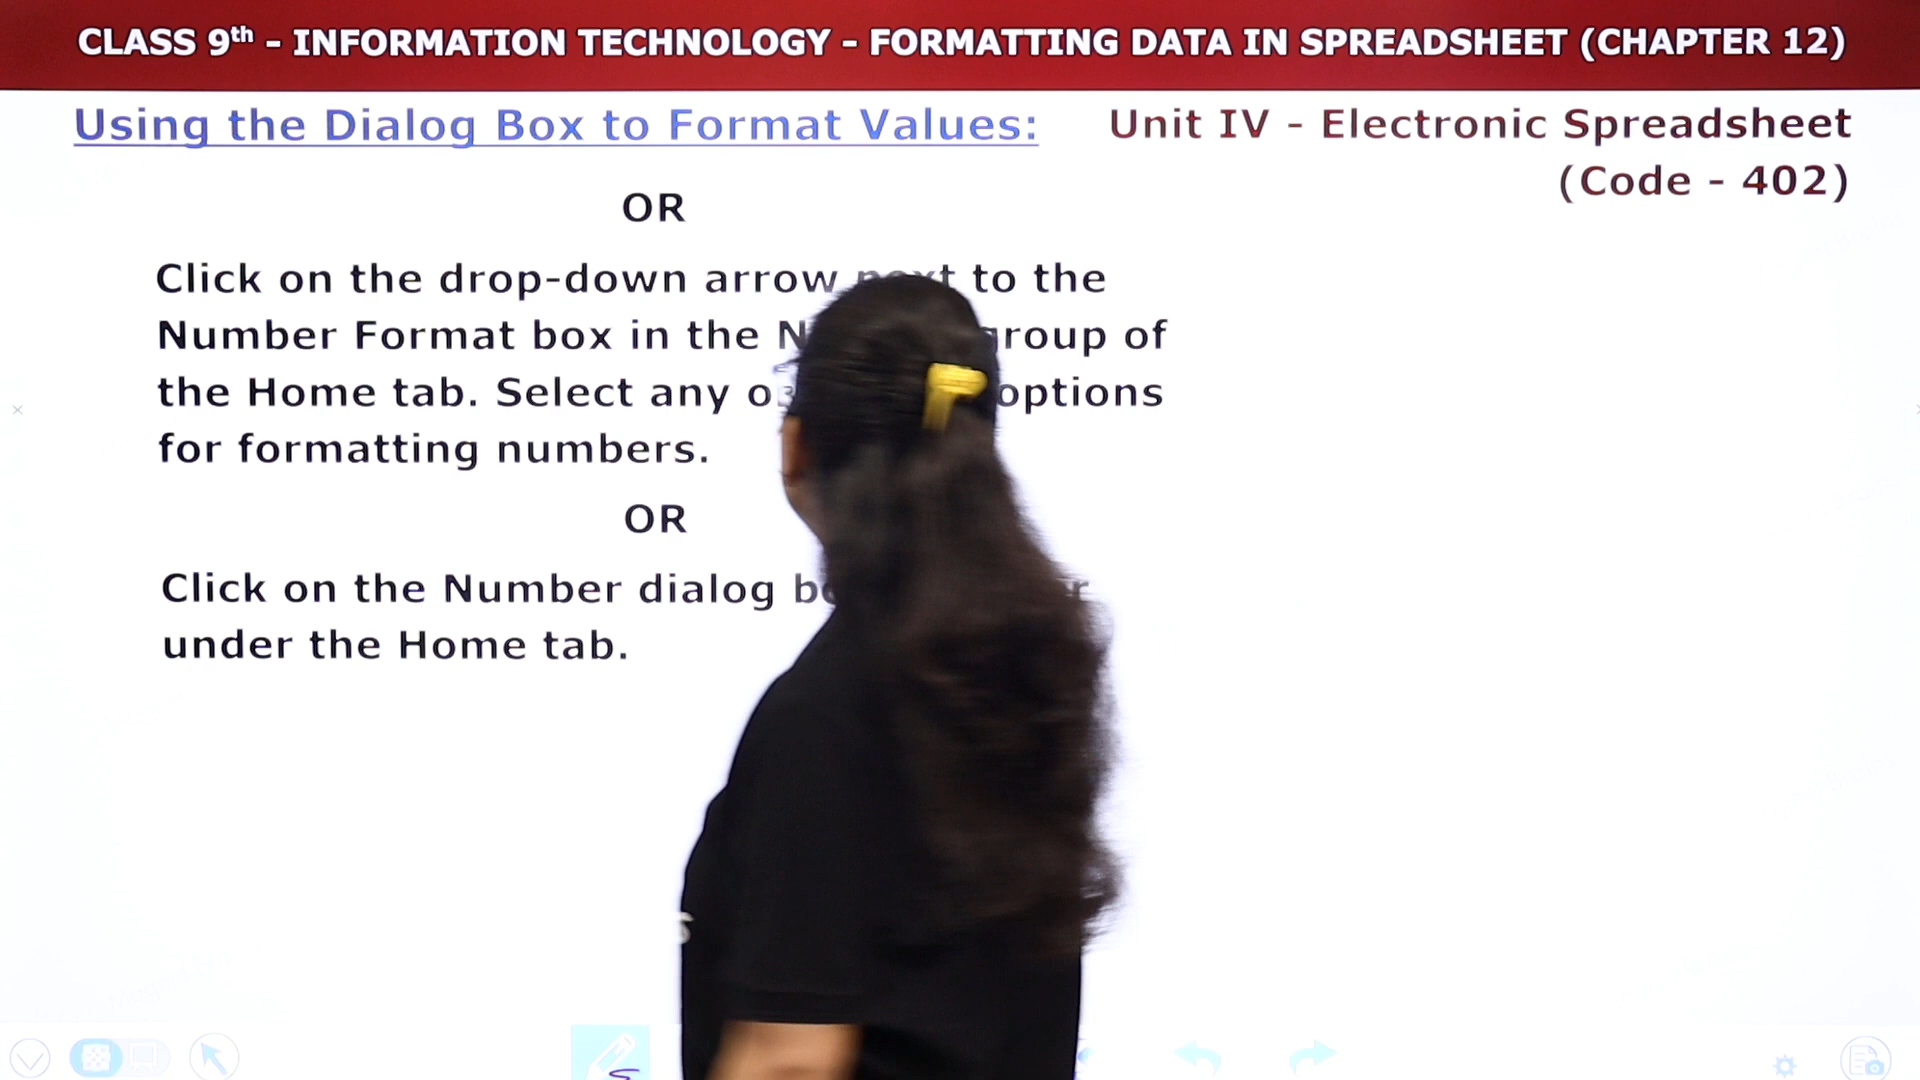 CLASS 9th - INFORMATION TECHNOLOGY - FORMATTING DATA IN SPREADSHEET (CHAPTER 12)
Using the Dialog Box to Format Values:
Unit IV - Electronic Spreadsheet
(Code - 402)
OR
Click on the drop-down arrow next to the
Number Format box in the group of
the Home tab. Select any options
for formatting numbers.
OR
Click on the Number dialog
under the Home tab.